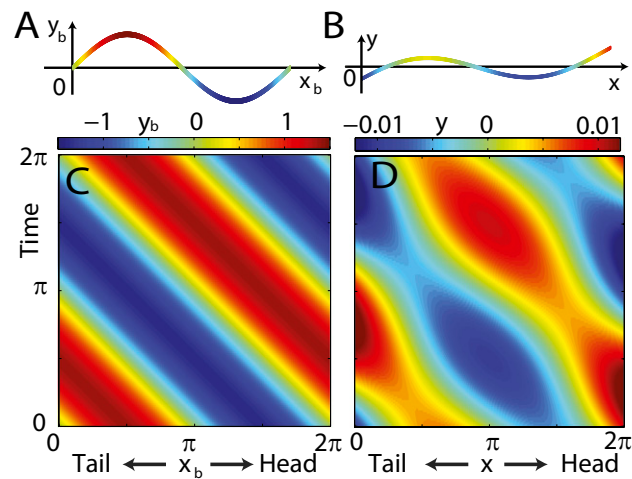 A
y_b
0
x_b
B
y
0
x
−1 y_b 0 1
−0.01 y 0 0.01
C
2π
Time
π
0
0 π 2π
Tail ← x_b → Head
D
0 π 2π
Tail ← x → Head